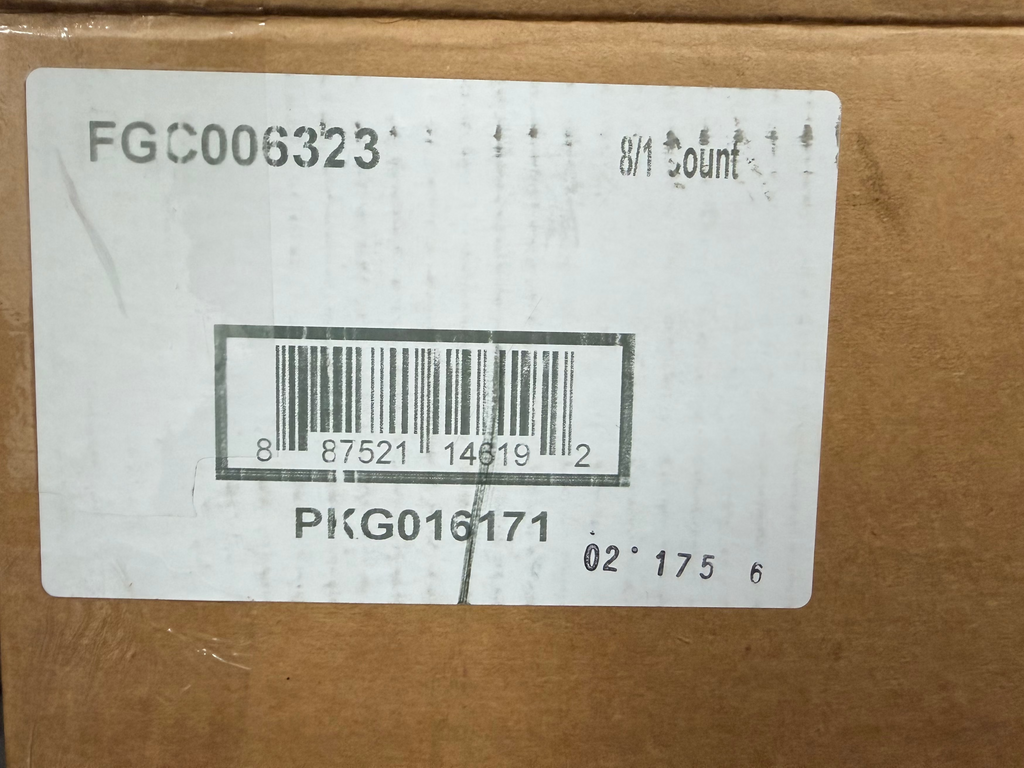 FGC006323
8/1 Count
8 87521 14619 2
PKG016171
02 175 6